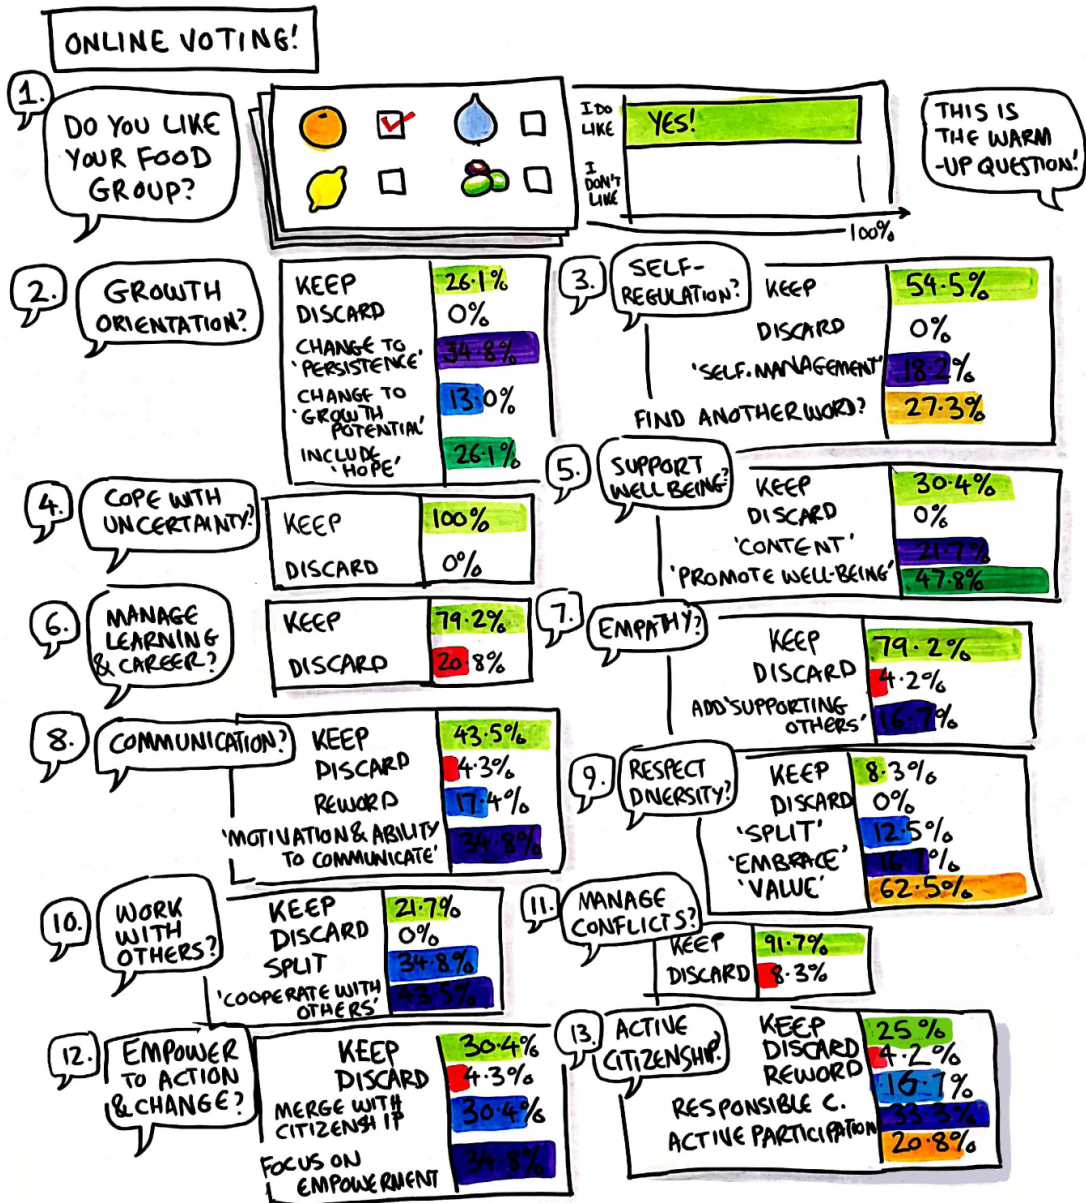 ONLINE VOTING!
1.
DO YOU LIKE
YOUR FOOD
GROUP?
I DO
LIKE
YES!
I
DON'T
LIKE
100%
THIS IS
THE WARM
-UP QUESTION!
2.
GROWTH
ORIENTATION?
KEEP 26.1%
DISCARD 0%
CHANGE TO
'PERSISTENCE' 34.8%
CHANGE TO
'GROWTH
POTENTIAL' 13.0%
INCLUDE
'HOPE' 26.1%
3.
SELF-
REGULATION?
KEEP 54.5%
DISCARD 0%
'SELF-MANAGEMENT' 18.2%
FIND ANOTHER WORD? 27.3%
4.
COPE WITH
UNCERTAINTY?
KEEP 100%
DISCARD 0%
5.
SUPPORT
WELL BEING?
KEEP 30.4%
DISCARD 0%
'CONTENT' 21.7%
'PROMOTE WELL-BEING' 47.8%
6.
MANAGE
LEARNING
& CAREER?
KEEP 79.2%
DISCARD 20.8%
7.
EMPATHY?
KEEP 79.2%
DISCARD 4.2%
ADD 'SUPPORTING
OTHERS' 16.7%
8.
COMMUNICATION?
KEEP 43.5%
DISCARD 4.3%
REWORD 17.4%
'MOTIVATION & ABILITY
TO COMMUNICATE' 34.8%
9.
RESPECT
DIVERSITY?
KEEP 8.3%
DISCARD 0%
'SPLIT' 12.5%
'EMBRACE' 16.7%
'VALUE' 62.5%
10.
WORK
WITH
OTHERS?
KEEP 21.7%
DISCARD 0%
SPLIT 34.8%
'COOPERATE WITH
OTHERS' 43.5%
11.
MANAGE
CONFLICTS?
KEEP 91.7%
DISCARD 8.3%
12.
EMPOWER
TO ACTION
& CHANGE?
KEEP 30.4%
DISCARD 4.3%
MERGE WITH
CITIZENSHIP 30.4%
FOCUS ON
EMPOWERMENT 34.8%
13.
ACTIVE
CITIZENSHIP?
KEEP 25%
DISCARD 4.2%
REWORD 16.7%
RESPONSIBLE C. 33.3%
ACTIVE PARTICIPATION 20.8%